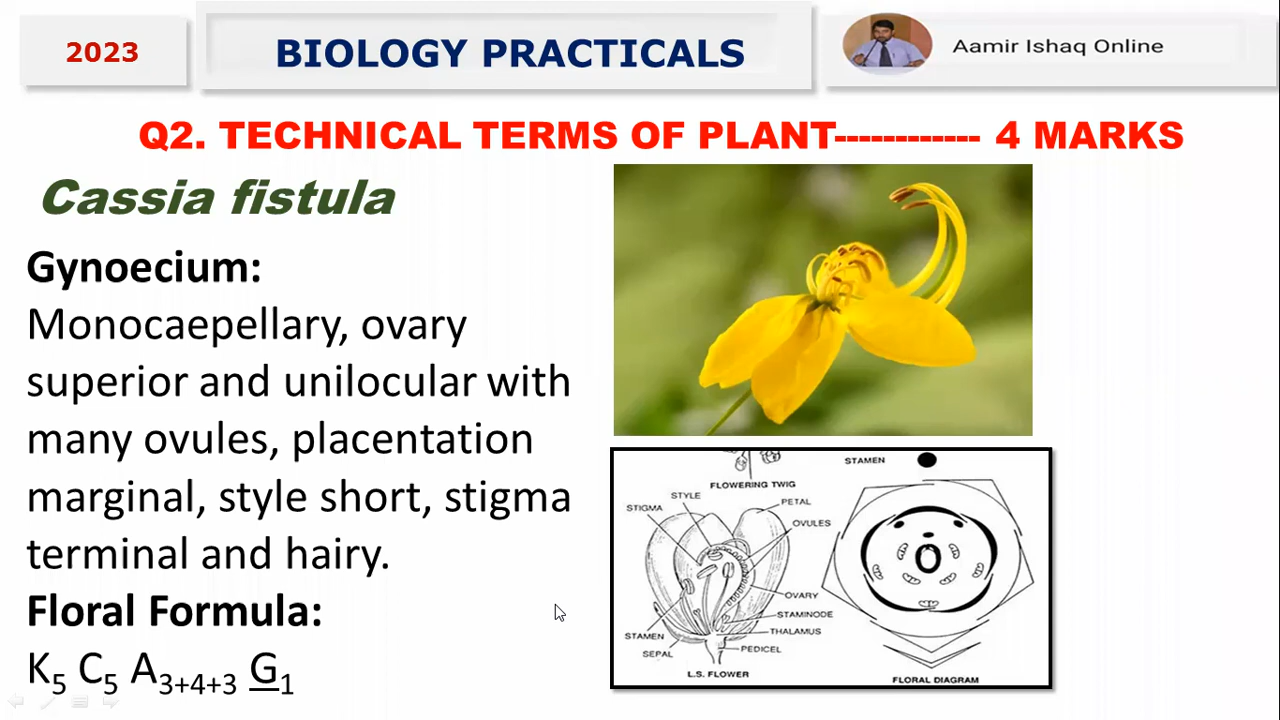 2023
BIOLOGY PRACTICALS
Aamir Ishaq Online
Q2. TECHNICAL TERMS OF PLANT------------ 4 MARKS
Cassia fistula
Gynoecium:
Monocaepellary, ovary
superior and unilocular with
many ovules, placentation
marginal, style short, stigma
terminal and hairy.
Floral Formula:
K5 C5 A3+4+3 G1
STAMEN
FLOWERING TWIG
STYLE
STIGMA
PETAL
OVULES
OVARY
STAMINODE
THALAMUS
STAMEN
SEPAL
PEDICEL
L.S. FLOWER
FLORAL DIAGRAM